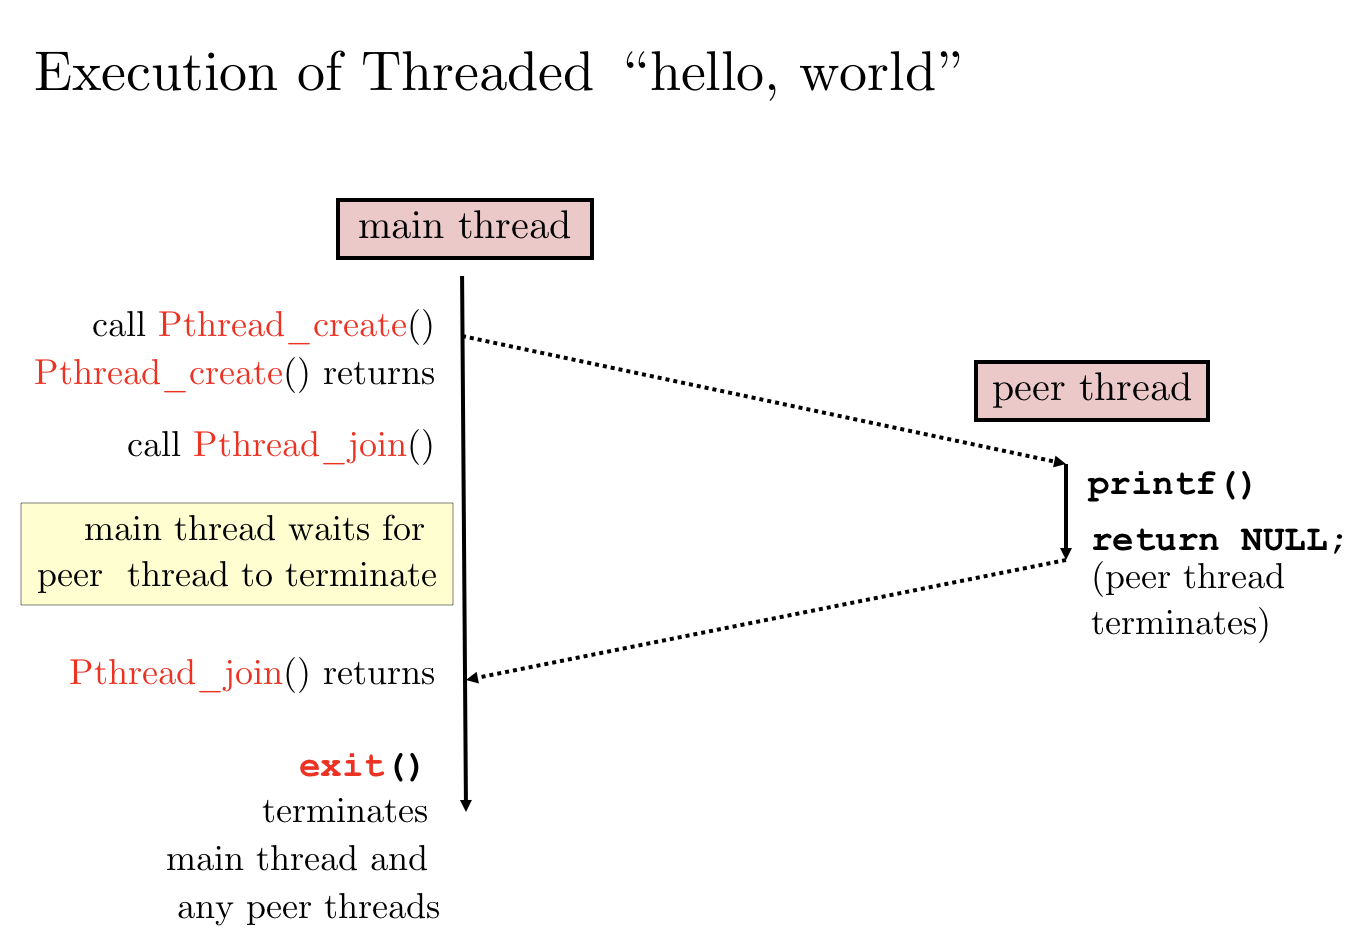 Execution of Threaded “hello, world”
main thread
call Pthread_create()
Pthread_create() returns
call Pthread_join()
main thread waits for
peer thread to terminate
Pthread_join() returns
exit()
terminates
main thread and
any peer threads
peer thread
printf()
return NULL;
(peer thread
terminates)